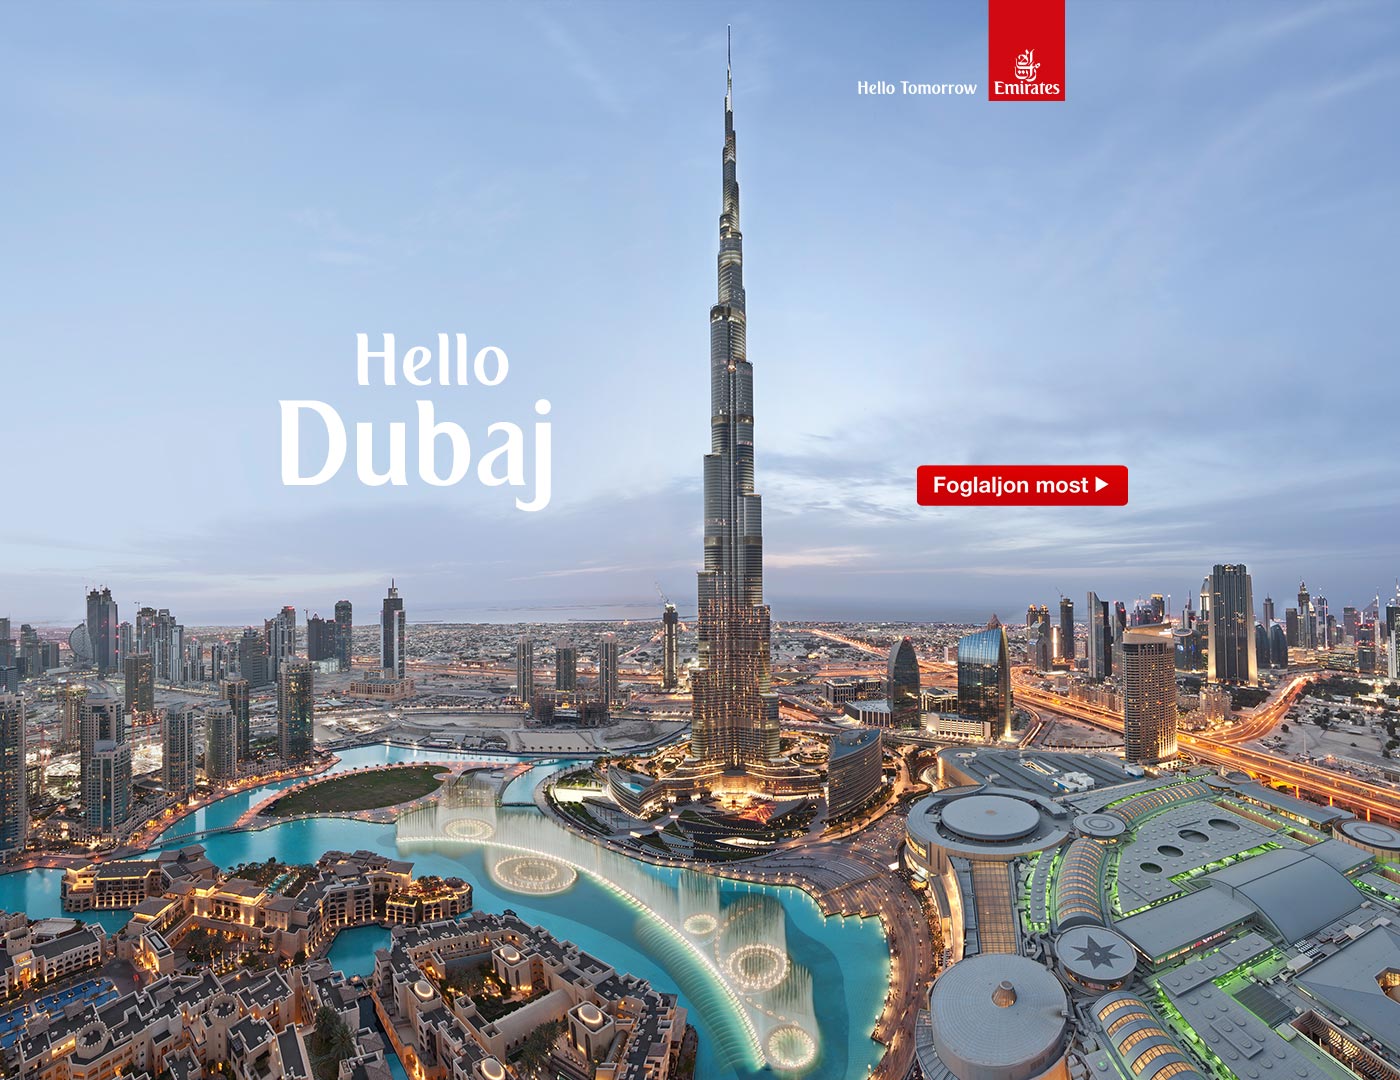 Hello Tomorrow
Emirates
Hello
Dubaj
Foglaljon most